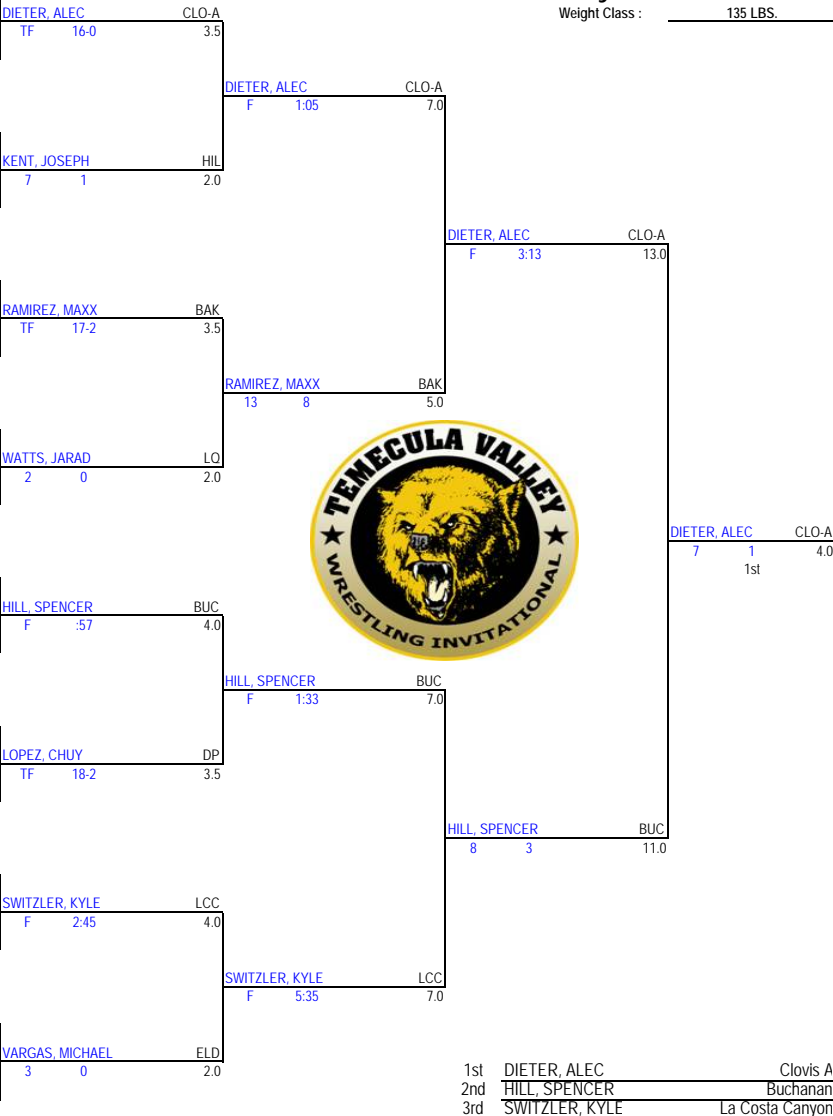 Weight Class : 135 LBS.
DIETER, ALEC CLO-A
TF 16-0 3.5
DIETER, ALEC CLO-A
F 1:05 7.0
KENT, JOSEPH HIL
7 1 2.0
DIETER, ALEC CLO-A
F 3:13 13.0
RAMIREZ, MAXX BAK
TF 17-2 3.5
RAMIREZ, MAXX BAK
13 8 5.0
TEMECULA VALLEY
WRESTLING INVITATIONAL
WATTS, JARAD LQ
2 0 2.0
DIETER, ALEC CLO-A
7 1 4.0
1st
HILL, SPENCER BUC
F :57 4.0
HILL, SPENCER BUC
F 1:33 7.0
LOPEZ, CHUY DP
TF 18-2 3.5
HILL, SPENCER BUC
8 3 11.0
SWITZLER, KYLE LCC
F 2:45 4.0
SWITZLER, KYLE LCC
F 5:35 7.0
VARGAS, MICHAEL ELD
3 0 2.0
1st DIETER, ALEC Clovis A
2nd HILL, SPENCER Buchanan
3rd SWITZLER, KYLE La Costa Canyon